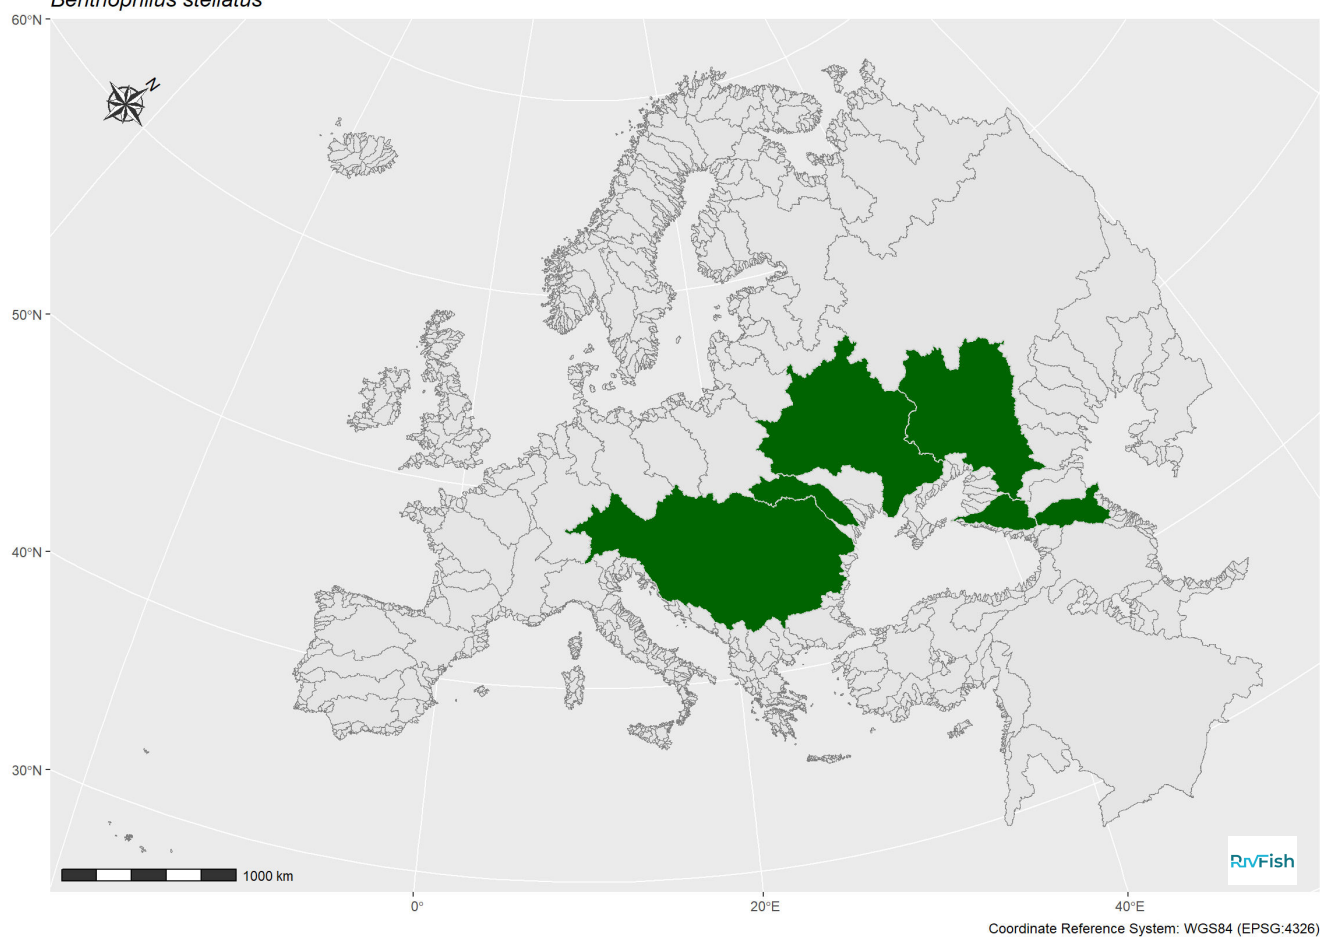 Benthophilus stellatus
60°N
N
50°N
40°N
30°N
1000 km
RivFish
0°
20°E
40°E
Coordinate Reference System: WGS84 (EPSG:4326)